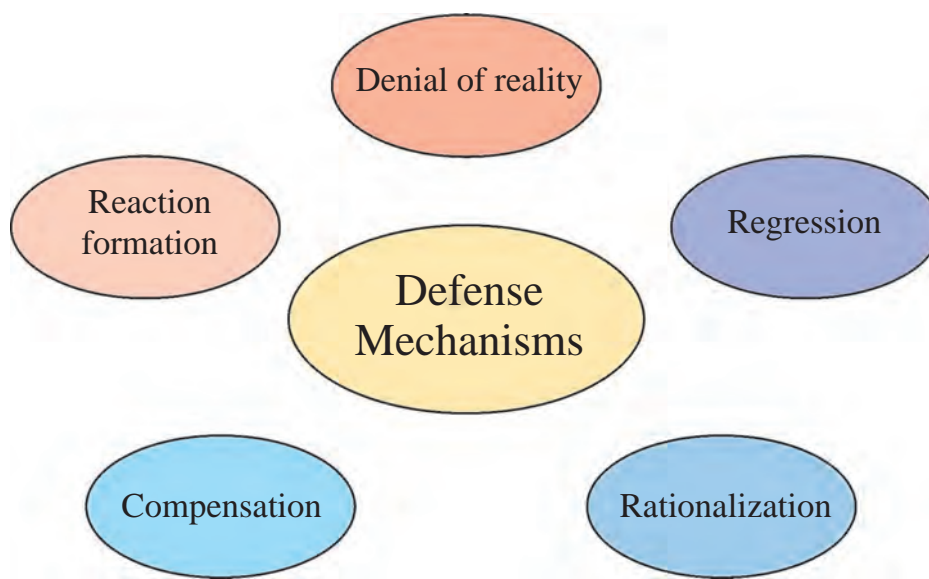 Denial of reality
Reaction
formation
Regression
Defense
Mechanisms
Compensation
Rationalization